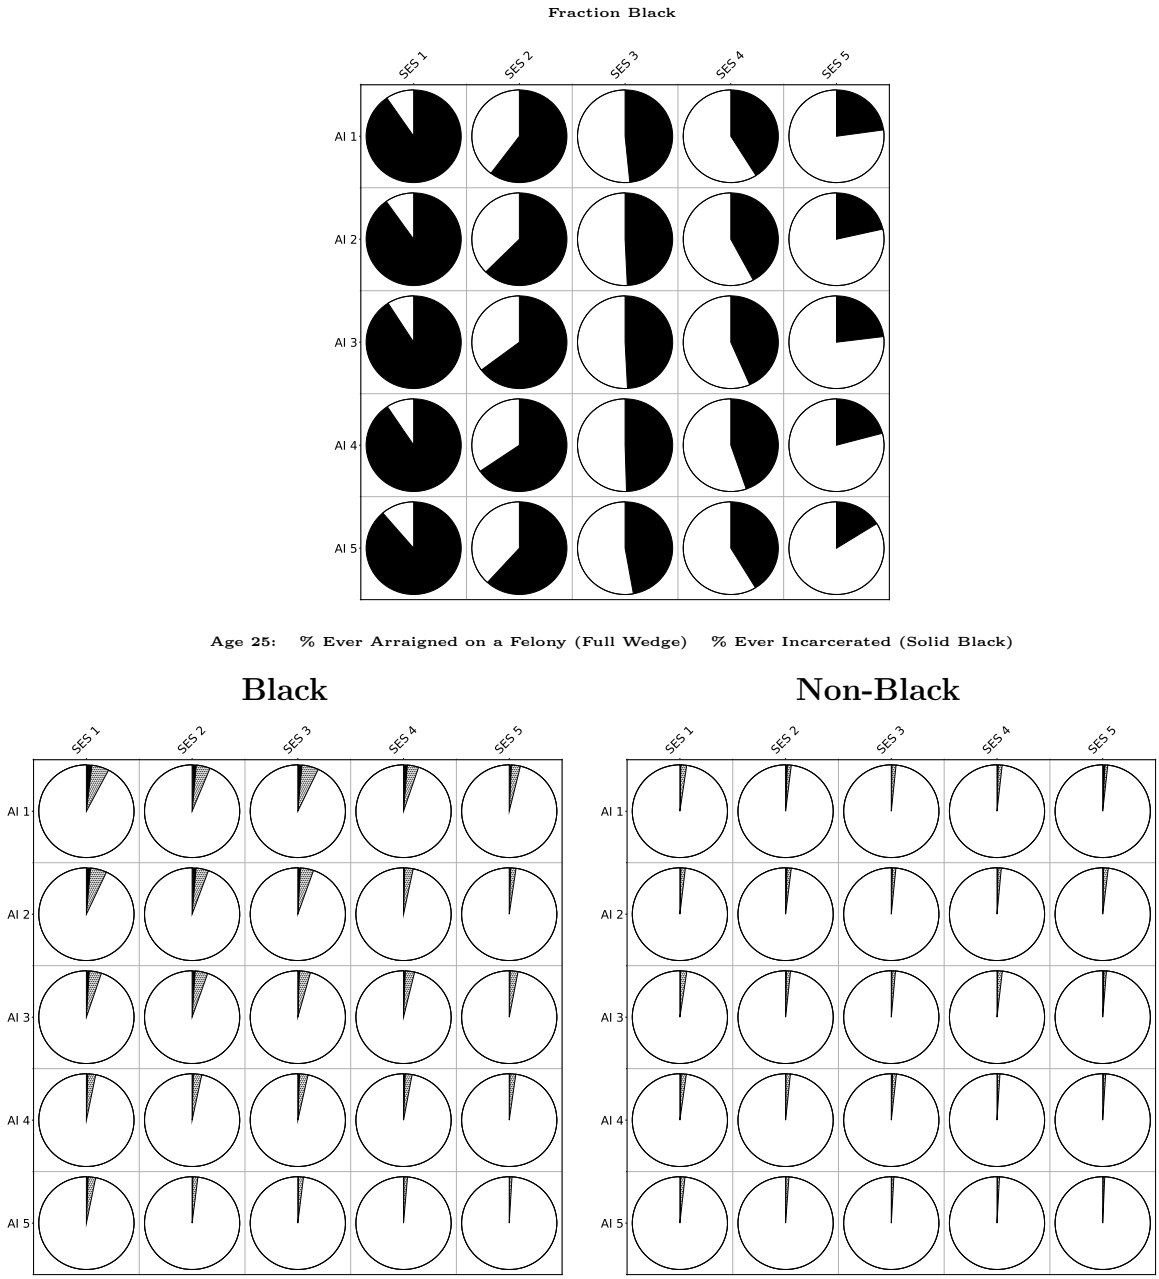 Fraction Black
SES 1 SES 2 SES 3 SES 4 SES 5
AI 1
AI 2
AI 3
AI 4
AI 5
Age 25: % Ever Arraigned on a Felony (Full Wedge) % Ever Incarcerated (Solid Black)
Black
SES 1 SES 2 SES 3 SES 4 SES 5
AI 1
AI 2
AI 3
AI 4
AI 5
Non-Black
SES 1 SES 2 SES 3 SES 4 SES 5
AI 1
AI 2
AI 3
AI 4
AI 5